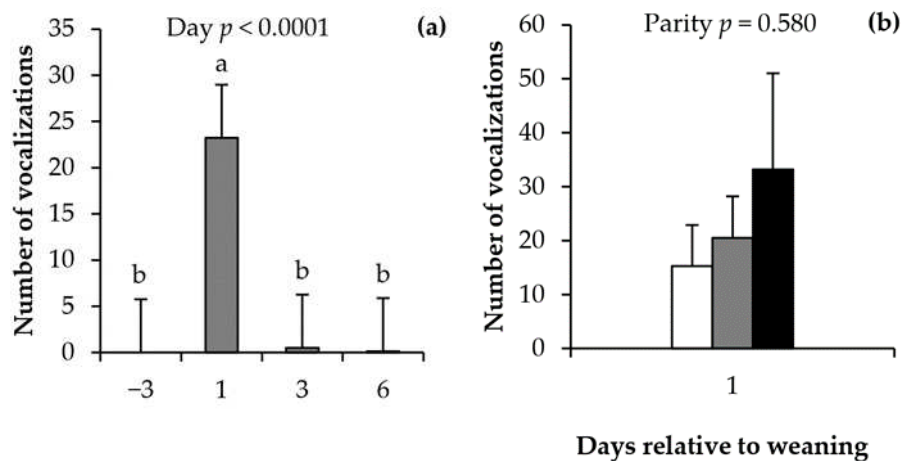 Day p < 0.0001
(a)
Number of vocalizations
35
30
25
20
15
10
5
0
b
a
b
b
−3 1 3 6
Parity p = 0.580
(b)
Number of vocalizations
60
50
40
30
20
10
0
1
Days relative to weaning